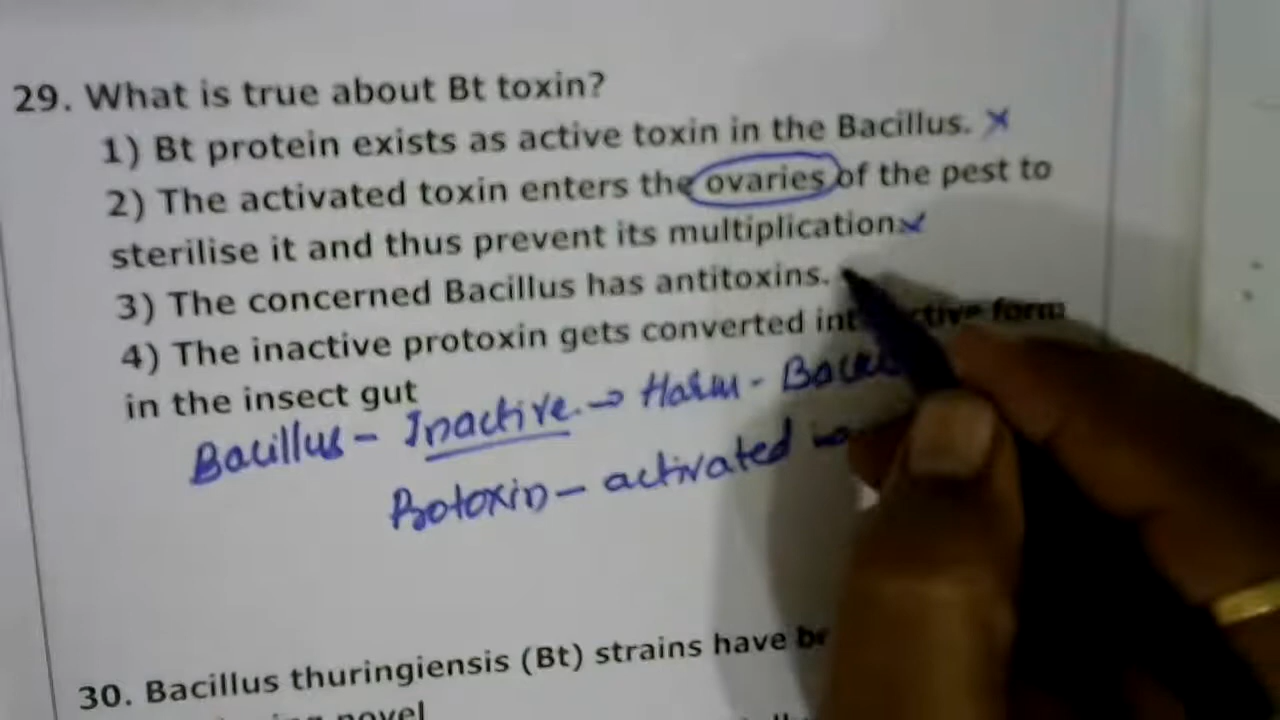 29. What is true about Bt toxin?
1) Bt protein exists as active toxin in the Bacillus.
2) The activated toxin enters the ovaries of the pest to
sterilise it and thus prevent its multiplication.
3) The concerned Bacillus has antitoxins.
4) The inactive protoxin gets converted form
in the insect gut
Bacillus - Inactive. → Harm -
Protoxin - activated
30. Bacillus thuringiensis (Bt) strains have
novel